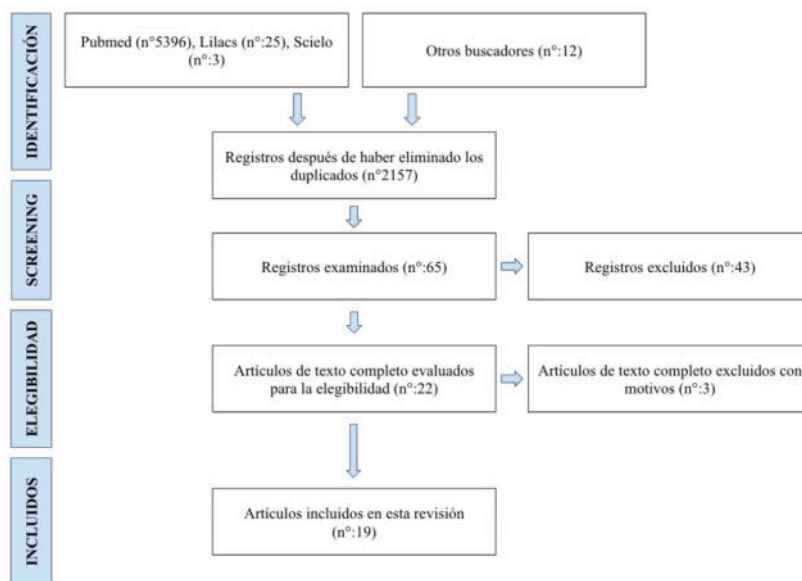 IDENTIFICACIÓN
Pubmed (n°5396), Lilacs (n°:25), Scielo
(n°:3)
Otros buscadores (n°:12)
Registros después de haber eliminado los
duplicados (n°2157)
SCREENING
Registros examinados (n°:65)
Registros excluidos (n°:43)
ELEGIBILIDAD
Artículos de texto completo evaluados
para la elegibilidad (n°:22)
Artículos de texto completo excluidos con
motivos (n°:3)
INCLUIDOS
Artículos incluidos en esta revisión
(n°:19)